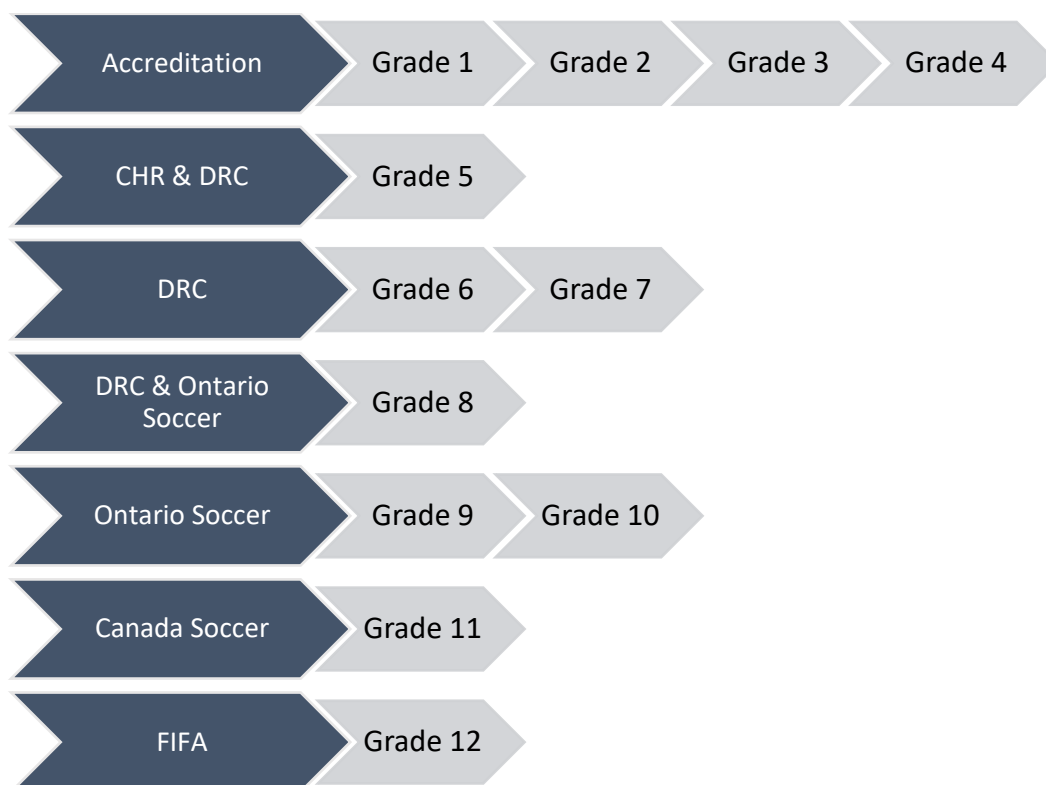 Accreditation Grade 1 Grade 2 Grade 3 Grade 4
CHR & DRC Grade 5
DRC Grade 6 Grade 7
DRC & Ontario
Soccer Grade 8
Ontario Soccer Grade 9 Grade 10
Canada Soccer Grade 11
FIFA Grade 12